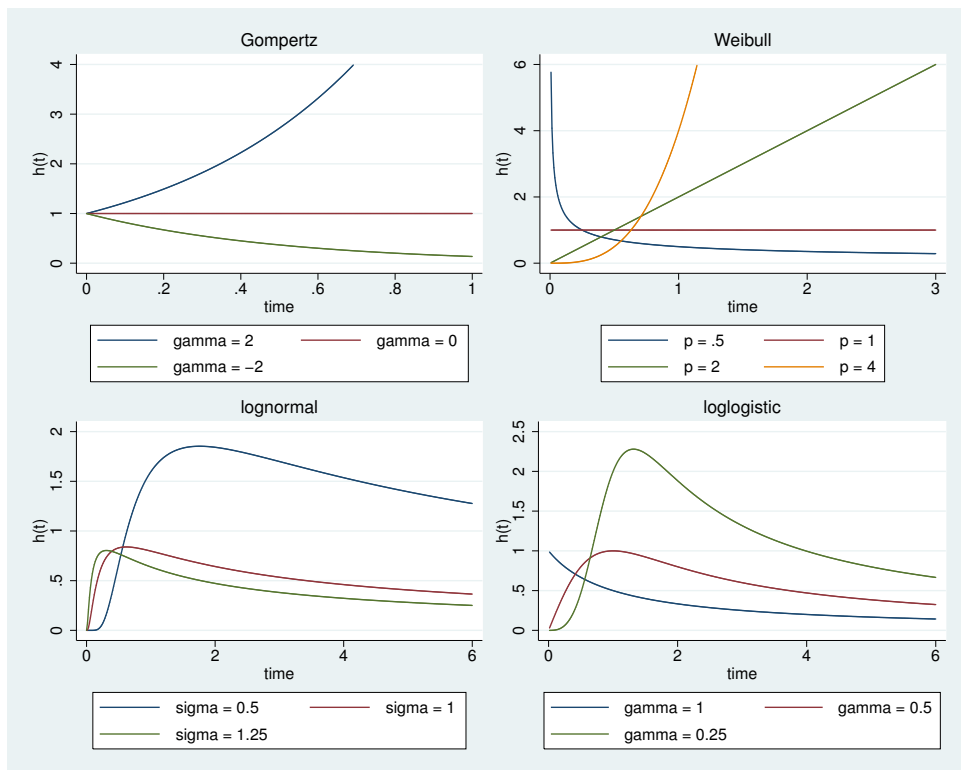 Gompertz
h(t)
4
3
2
1
0
0 .2 .4 .6 .8 1
time
gamma = 2 gamma = 0
gamma = −2
Weibull
h(t)
6
4
2
0
0 1 2 3
time
p = .5 p = 1
p = 2 p = 4
lognormal
h(t)
2
1.5
1
.5
0
0 2 4 6
time
sigma = 0.5 sigma = 1
sigma = 1.25
loglogistic
h(t)
2.5
2
1.5
1
.5
0
0 2 4 6
time
gamma = 1 gamma = 0.5
gamma = 0.25